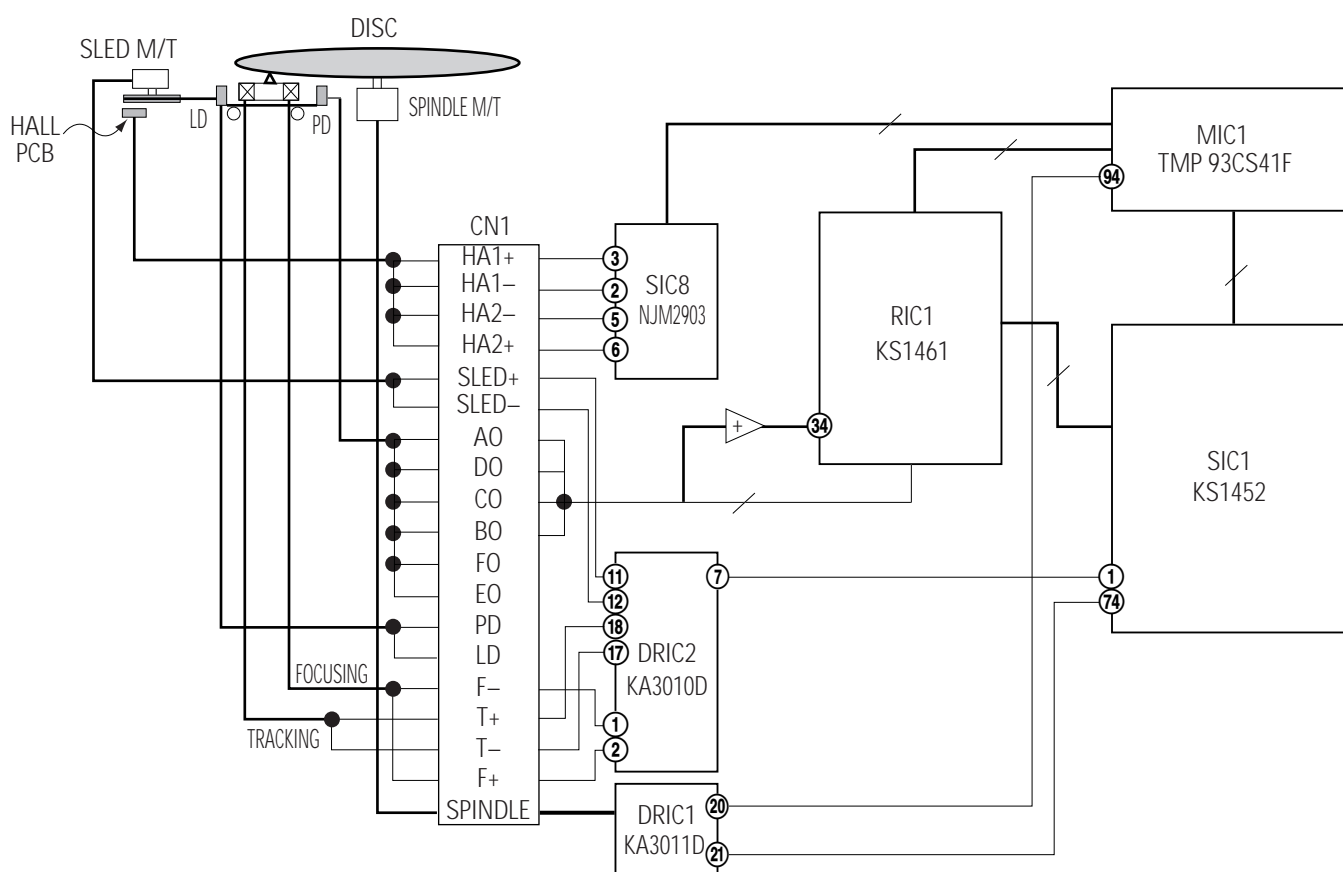 DISC
SLED M/T
SPINDLE M/T
LD
PD
HALL
PCB
MIC1
TMP 93CS41F
94
CN1
HA1+
HA1–
HA2–
HA2+
SLED+
SLED–
AO
DO
CO
BO
FO
EO
PD
LD
F–
T+
T–
F+
SPINDLE
3
2
5
6
SIC8
NJM2903
RIC1
KS1461
+
34
SIC1
KS1452
1
74
11
12
18
17
1
2
7
DRIC2
KA3010D
FOCUSING
TRACKING
DRIC1
KA3011D
20
21